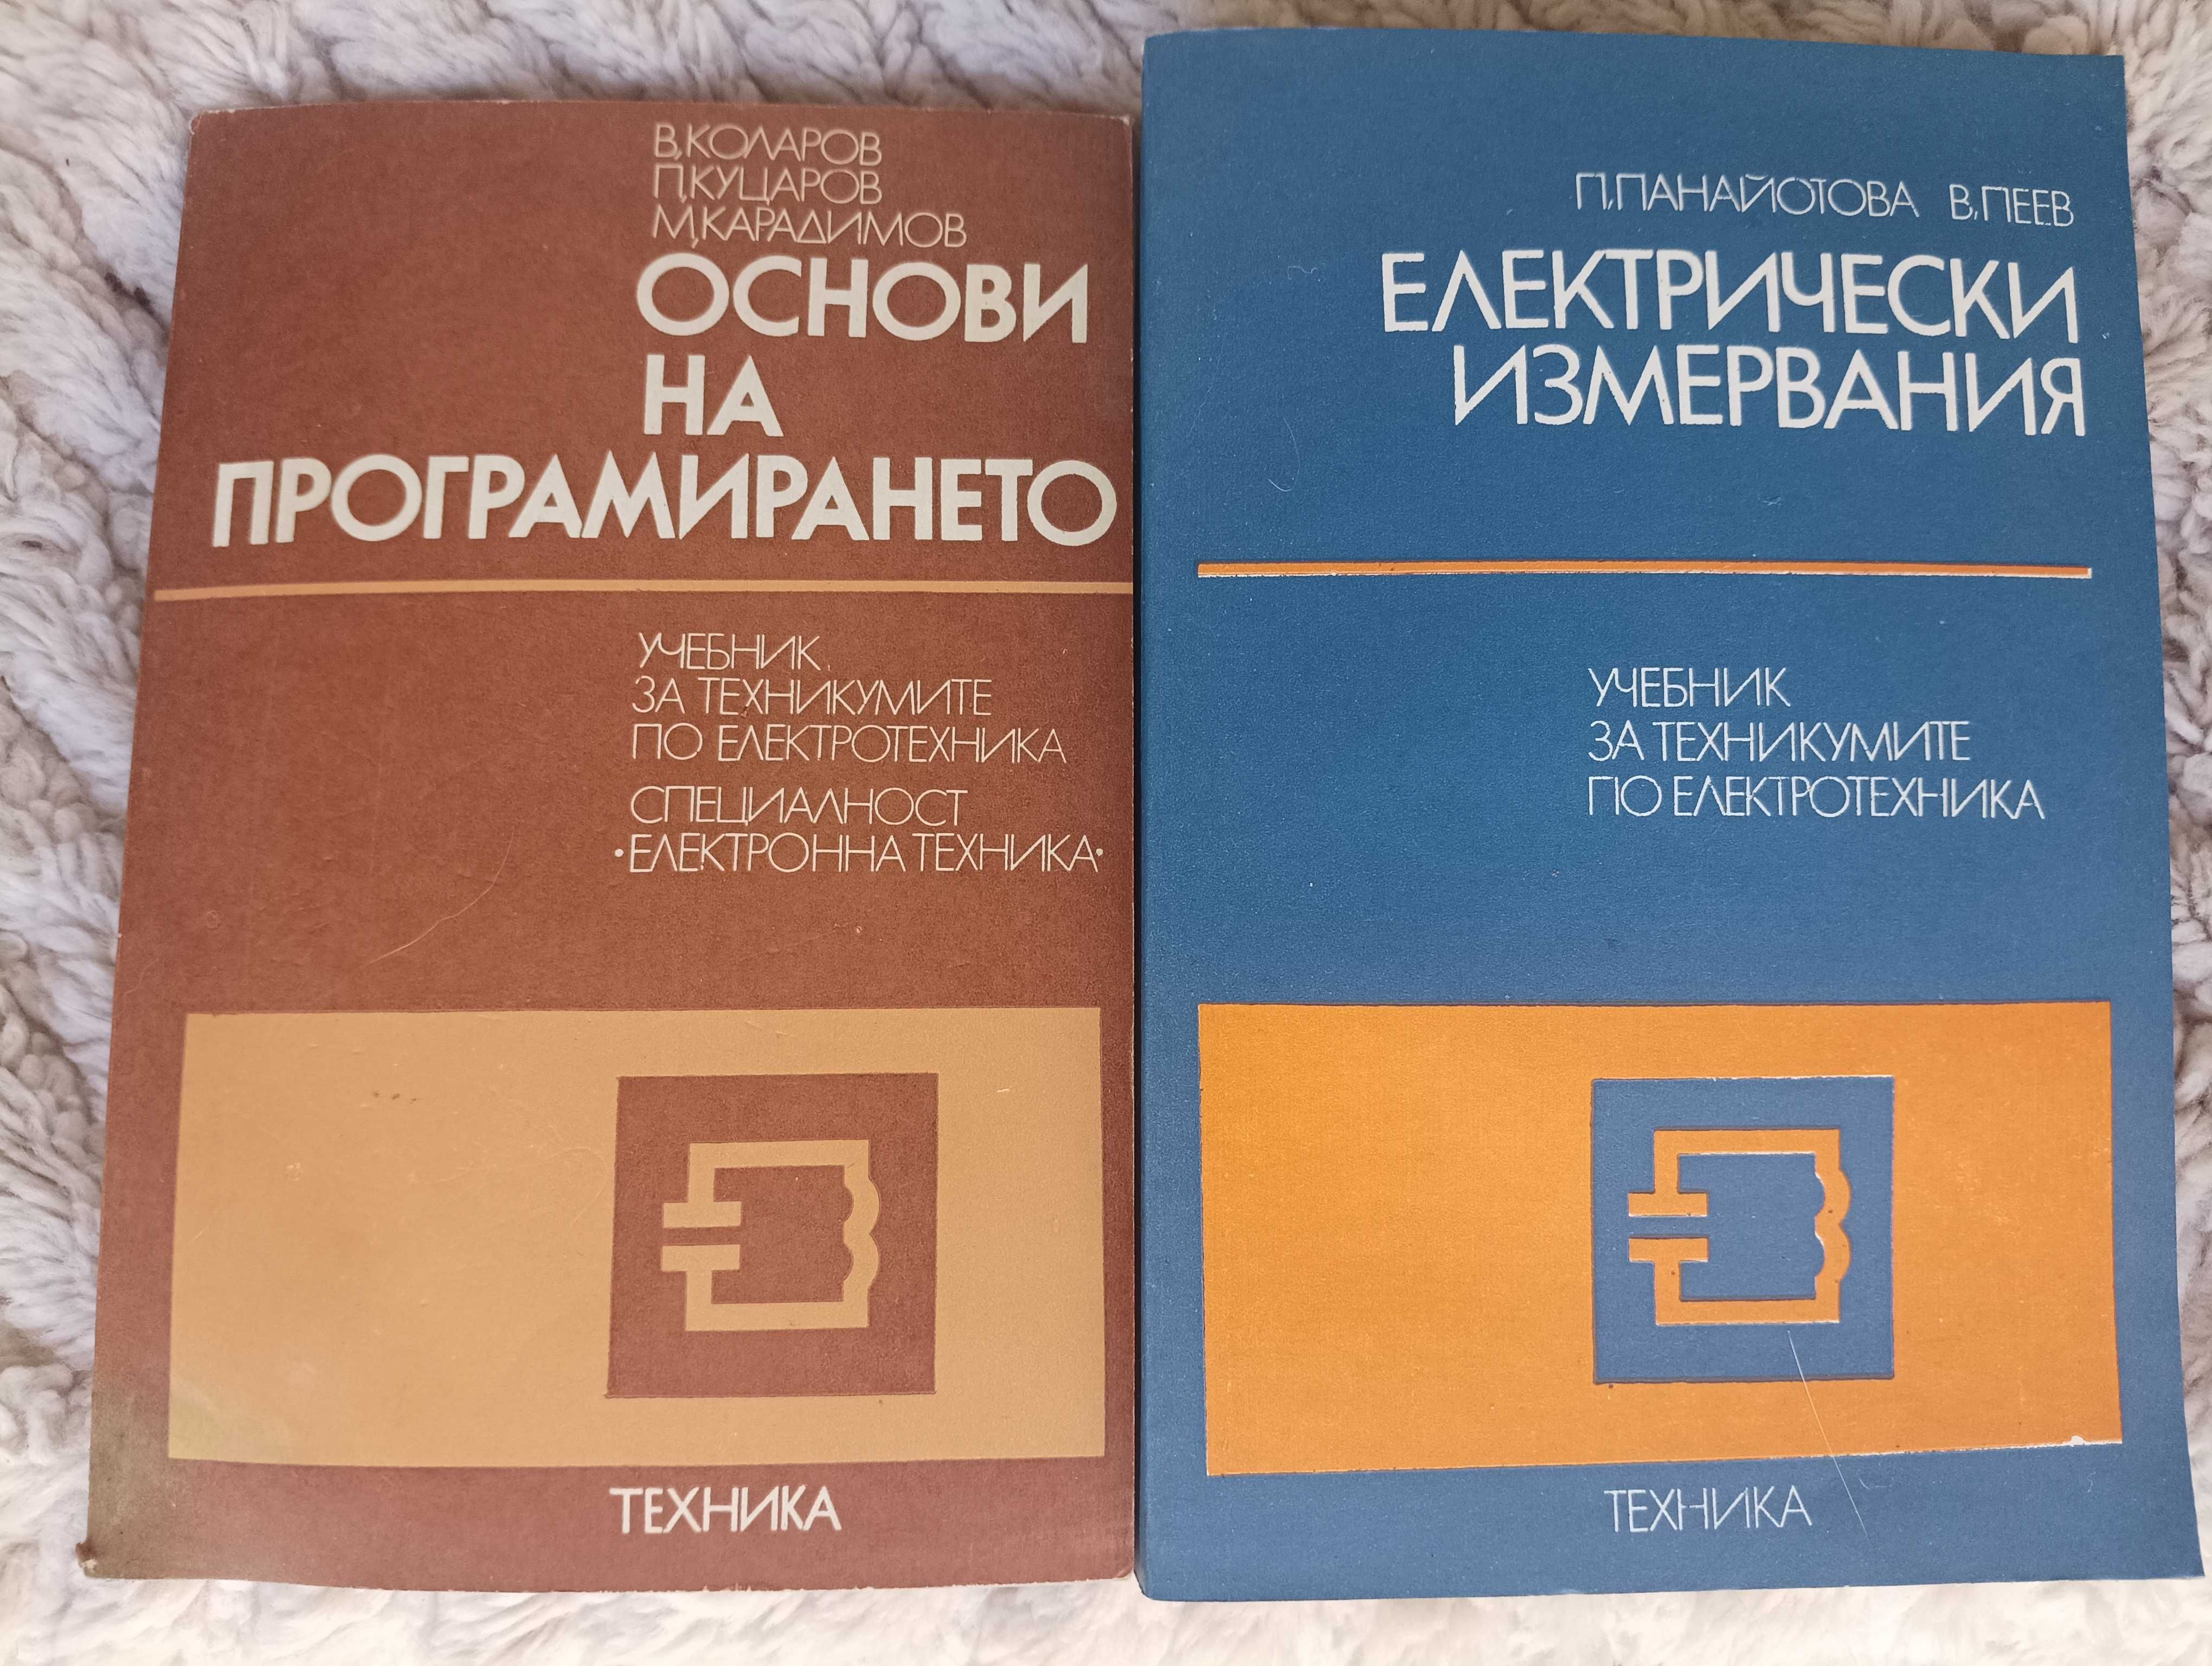 В. КОЛАРОВ
П. КУЦАРОВ
М. КАРАДИМОВ
ОСНОВИ
НА
ПРОГРАМИРАНЕТО
УЧЕБНИК
ЗА ТЕХНИКУМИТЕ
ПО ЕЛЕКТРОТЕХНИКА
СПЕЦИАЛНОСТ
·ЕЛЕКТРОННА ТЕХНИКА·
ТЕХНИКА
П. ПАНАЙОТОВА В. ПЕЕВ
ЕЛЕКТРИЧЕСКИ
ИЗМЕРВАНИЯ
УЧЕБНИК
ЗА ТЕХНИКУМИТЕ
ПО ЕЛЕКТРОТЕХНИКА
ТЕХНИКА